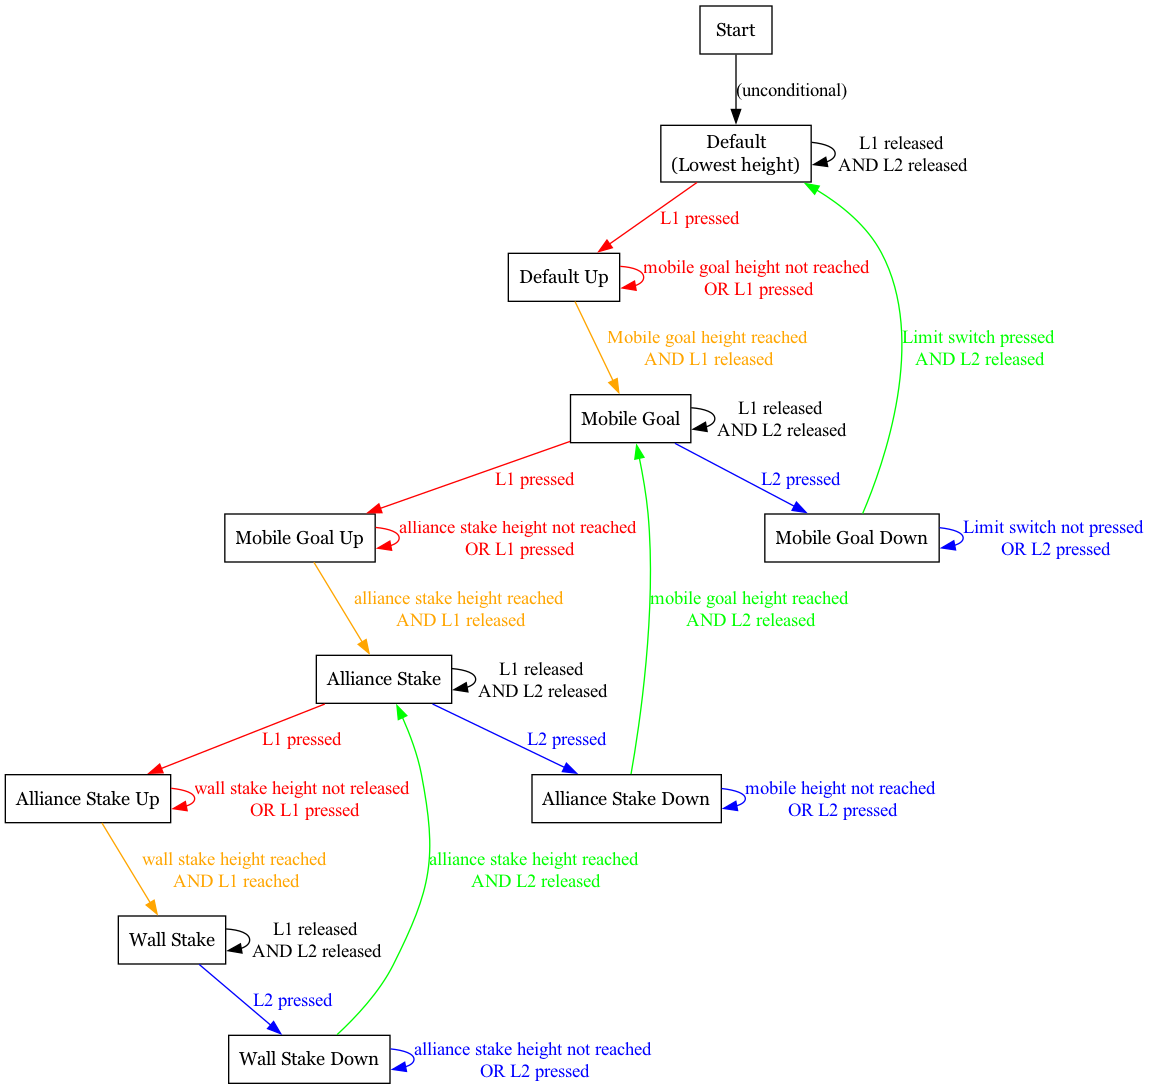 Start
(unconditional)
Default
(Lowest height)
L1 released
AND L2 released
L1 pressed
Default Up
mobile goal height not reached
OR L1 pressed
Mobile goal height reached
AND L1 released
Limit switch pressed
AND L2 released
Mobile Goal
L1 released
AND L2 released
L1 pressed
L2 pressed
Mobile Goal Up
alliance stake height not reached
OR L1 pressed
Mobile Goal Down
Limit switch not pressed
OR L2 pressed
alliance stake height reached
AND L1 released
mobile goal height reached
AND L2 released
Alliance Stake
L1 released
AND L2 released
L1 pressed
L2 pressed
Alliance Stake Up
wall stake height not released
OR L1 pressed
Alliance Stake Down
mobile height not reached
OR L2 pressed
wall stake height reached
AND L1 reached
alliance stake height reached
AND L2 released
Wall Stake
L1 released
AND L2 released
L2 pressed
Wall Stake Down
alliance stake height not reached
OR L2 pressed